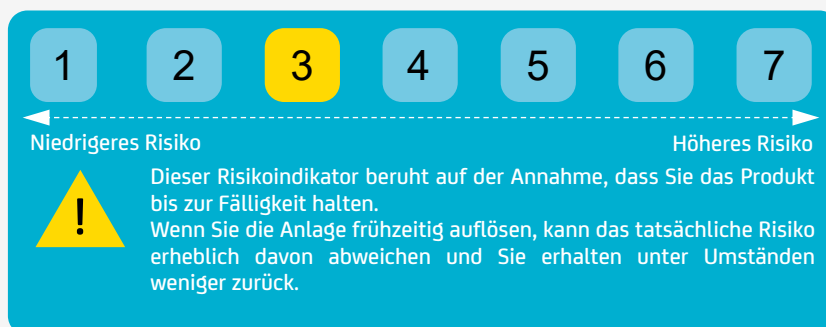 1 2 3 4 5 6 7
Niedrigeres Risiko Höheres Risiko
! Dieser Risikoindikator beruht auf der Annahme, dass Sie das Produkt
bis zur Fälligkeit halten.
Wenn Sie die Anlage frühzeitig auflösen, kann das tatsächliche Risiko
erheblich davon abweichen und Sie erhalten unter Umständen
weniger zurück.